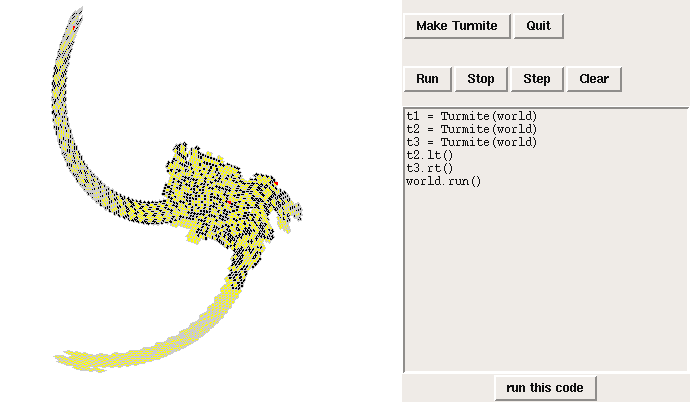 Make Turmite Quit
Run Stop Step Clear
t1 = Turmite(world)
t2 = Turmite(world)
t3 = Turmite(world)
t2.lt()
t3.rt()
world.run()
run this code